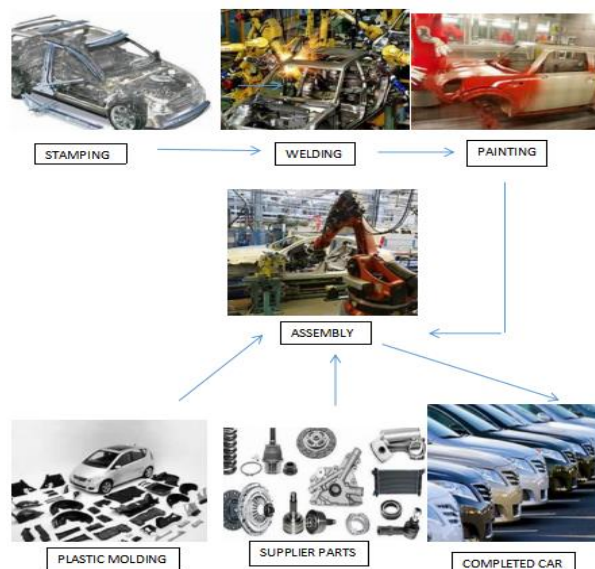 STAMPING
WELDING
PAINTING
ASSEMBLY
PLASTIC MOLDING
SUPPLIER PARTS
COMPLETED CAR